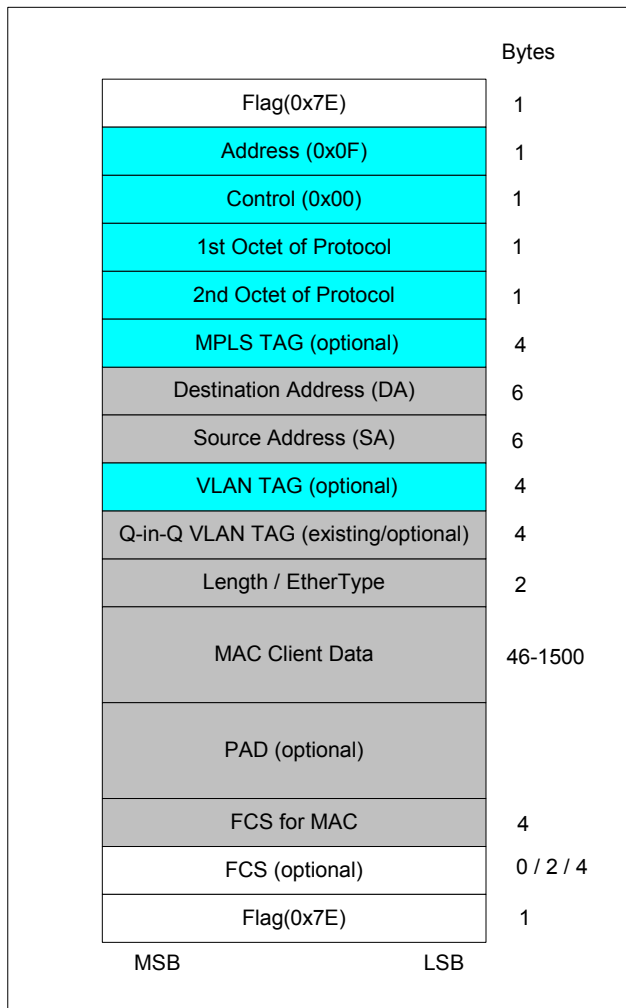 Bytes
Flag(0x7E) 1
Address (0x0F) 1
Control (0x00) 1
1st Octet of Protocol 1
2nd Octet of Protocol 1
MPLS TAG (optional) 4
Destination Address (DA) 6
Source Address (SA) 6
VLAN TAG (optional) 4
Q-in-Q VLAN TAG (existing/optional) 4
Length / EtherType 2
MAC Client Data 46-1500
PAD (optional)
FCS for MAC 4
FCS (optional) 0 / 2 / 4
Flag(0x7E) 1
MSB LSB